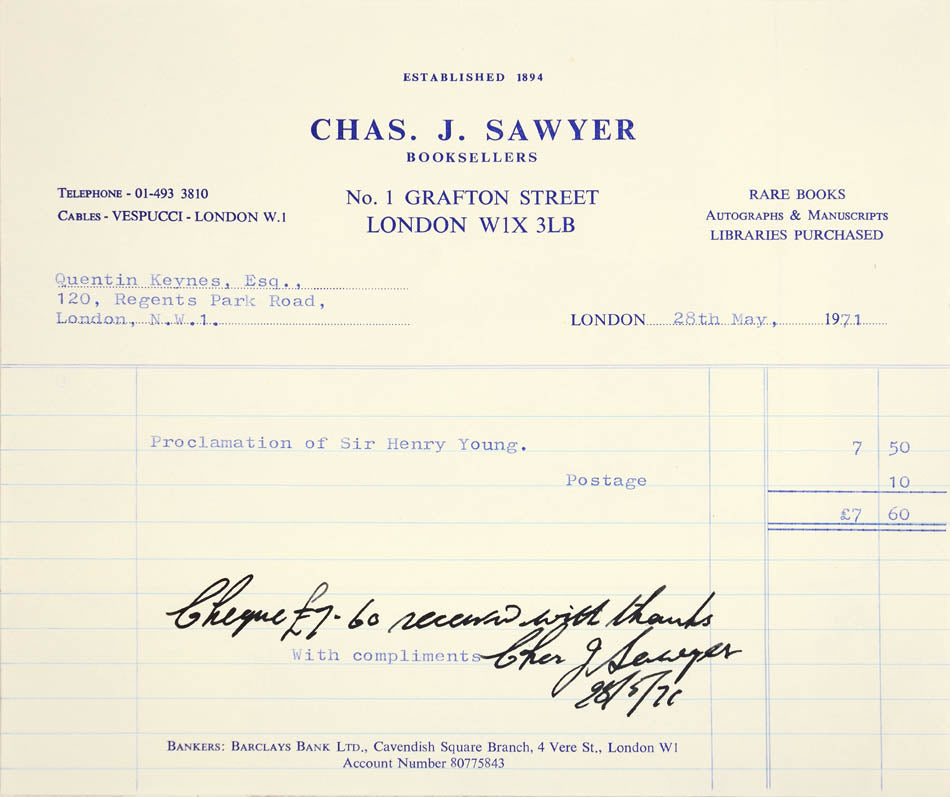 ESTABLISHED 1894
CHAS. J. SAWYER
BOOKSELLERS
TELEPHONE - 01-493 3810
CABLES - VESPUCCI - LONDON W.1
No. 1 GRAFTON STREET
LONDON W1X 3LB
RARE BOOKS
AUTOGRAPHS & MANUSCRIPTS
LIBRARIES PURCHASED
Quentin Keynes, Esq.,
120, Regents Park Road,
London, N.W.1.
LONDON 28th May, 1971
Proclamation of Sir Henry Young. 7 50
Postage 10
£7 60
Cheque £7-60 received with thanks
With compliments Chas J Sawyer
28/5/71
BANKERS: BARCLAYS BANK LTD., CAVENDISH SQUARE BRANCH, 4 VERE ST., LONDON W1
ACCOUNT NUMBER 80775843